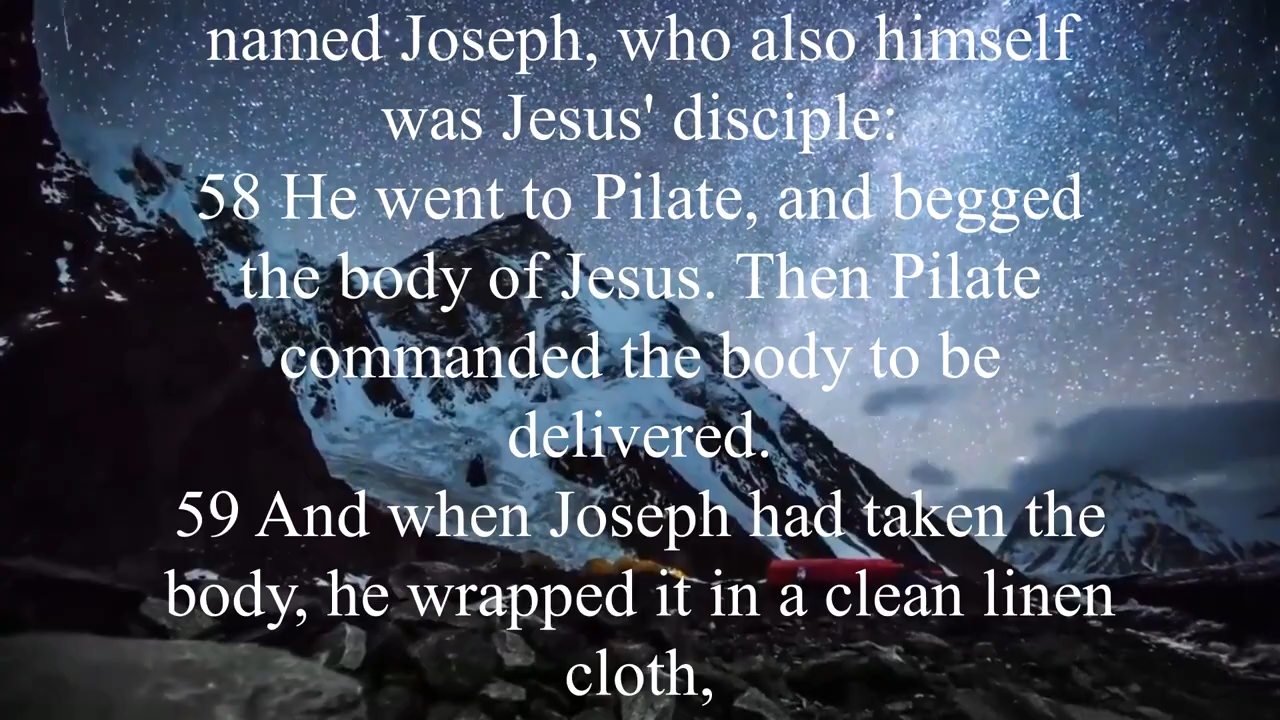 named Joseph, who also himself
was Jesus' disciple:
58 He went to Pilate, and begged
the body of Jesus. Then Pilate
commanded the body to be
delivered.
59 And when Joseph had taken the
body, he wrapped it in a clean linen
cloth,